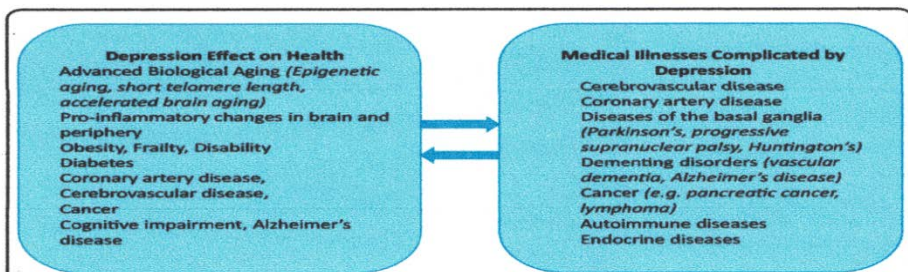 Depression Effect on Health
Advanced Biological Aging (Epigenetic
aging, short telomere length,
accelerated brain aging)
Pro-inflammatory changes in brain and
periphery
Obesity, Frailty, Disability
Diabetes
Coronary artery disease,
Cerebrovascular disease,
Cancer
Cognitive impairment, Alzheimer's
disease
Medical Illnesses Complicated by
Depression
Cerebrovascular disease
Coronary artery disease
Diseases of the basal ganglia
(Parkinson's, progressive
supranuclear palsy, Huntington's)
Dementing disorders (vascular
dementia, Alzheimer's disease)
Cancer (e.g. pancreatic cancer,
lymphoma)
Autoimmune diseases
Endocrine diseases